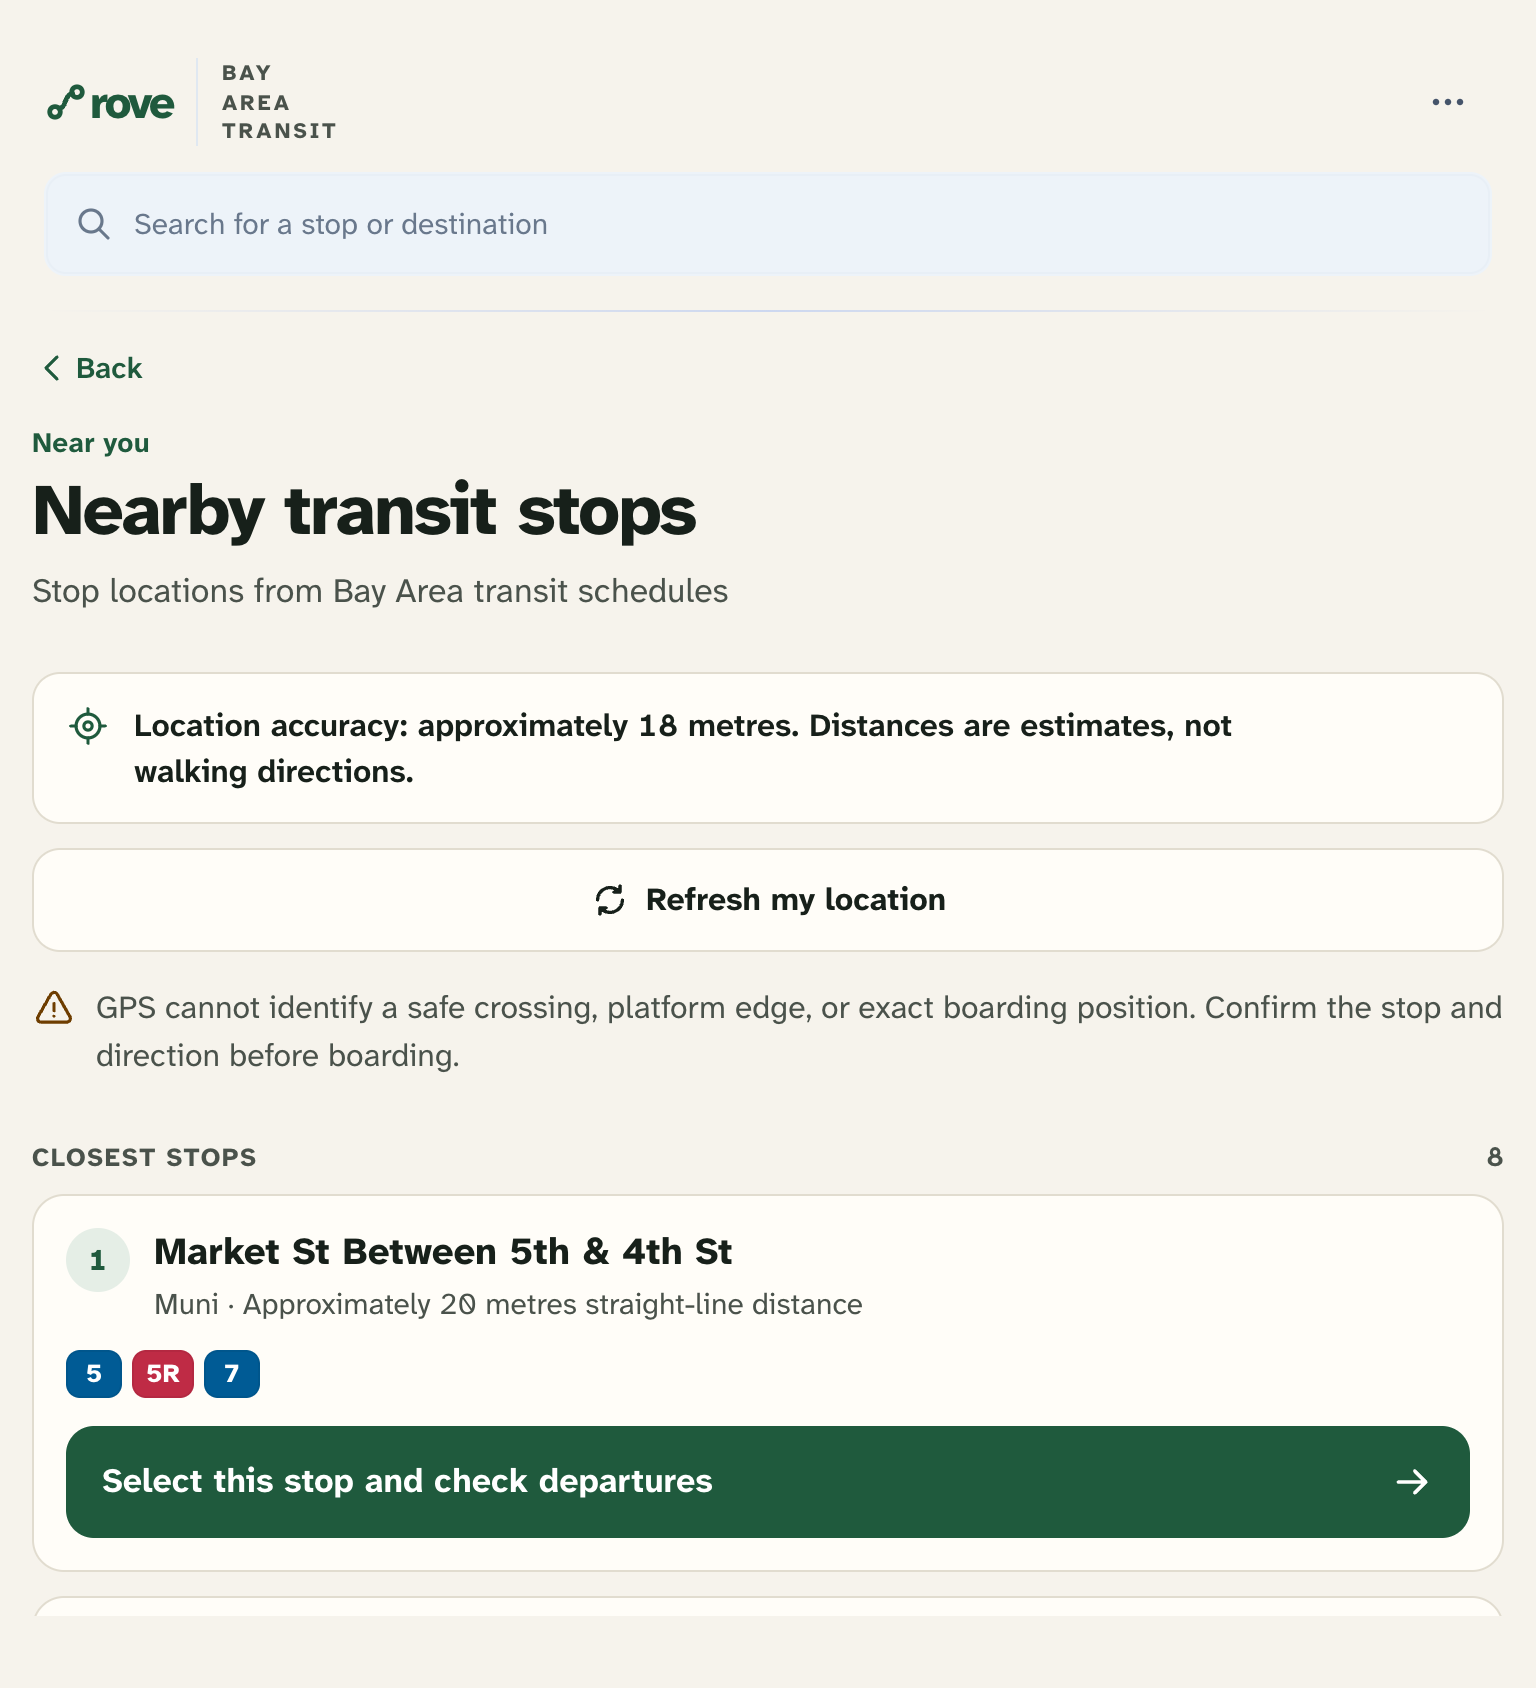 rove
BAY
AREA
TRANSIT
Search for a stop or destination
Back
Near you
Nearby transit stops
Stop locations from Bay Area transit schedules
Location accuracy: approximately 18 metres. Distances are estimates, not
walking directions.
Refresh my location
GPS cannot identify a safe crossing, platform edge, or exact boarding position. Confirm the stop and
direction before boarding.
CLOSEST STOPS 8
1 Market St Between 5th & 4th St
Muni · Approximately 20 metres straight-line distance
5 5R 7
Select this stop and check departures